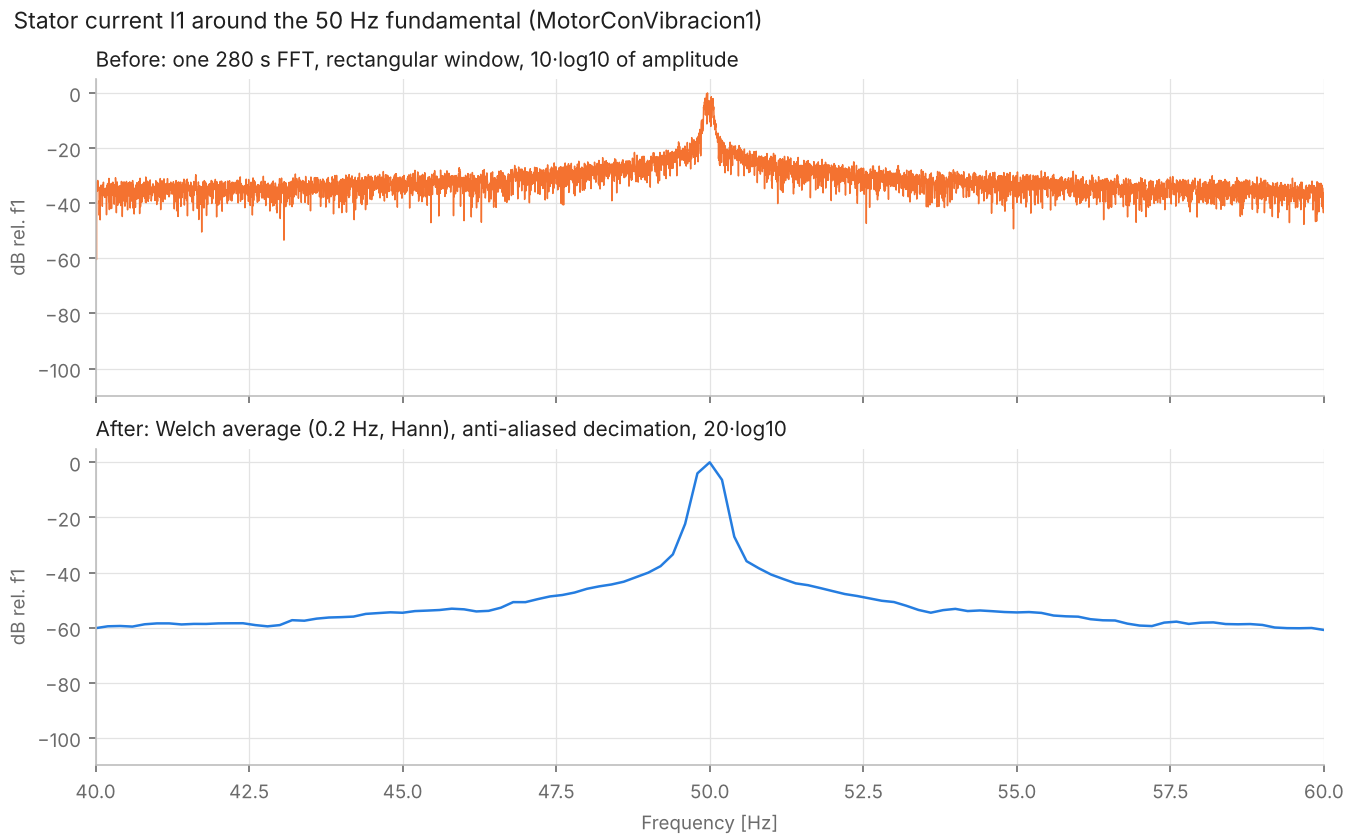 Stator current I1 around the 50 Hz fundamental (MotorConVibracion1)
Before: one 280 s FFT, rectangular window, 10·log10 of amplitude
0
−20
−40
−60
−80
−100
dB rel. f1
After: Welch average (0.2 Hz, Hann), anti-aliased decimation, 20·log10
0
−20
−40
−60
−80
−100
dB rel. f1
40.0 42.5 45.0 47.5 50.0 52.5 55.0 57.5 60.0
Frequency [Hz]